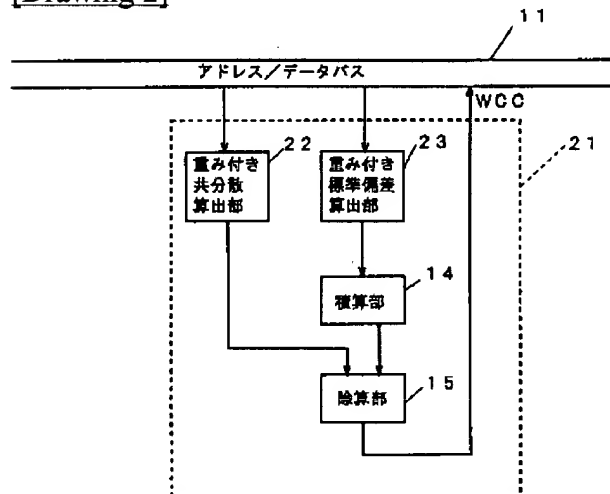 [Drawing 2]
11
アドレス/データバス
WCC
22
重み付き
共分散
算出部
23
重み付き
標準偏差
算出部
21
14
積算部
15
除算部